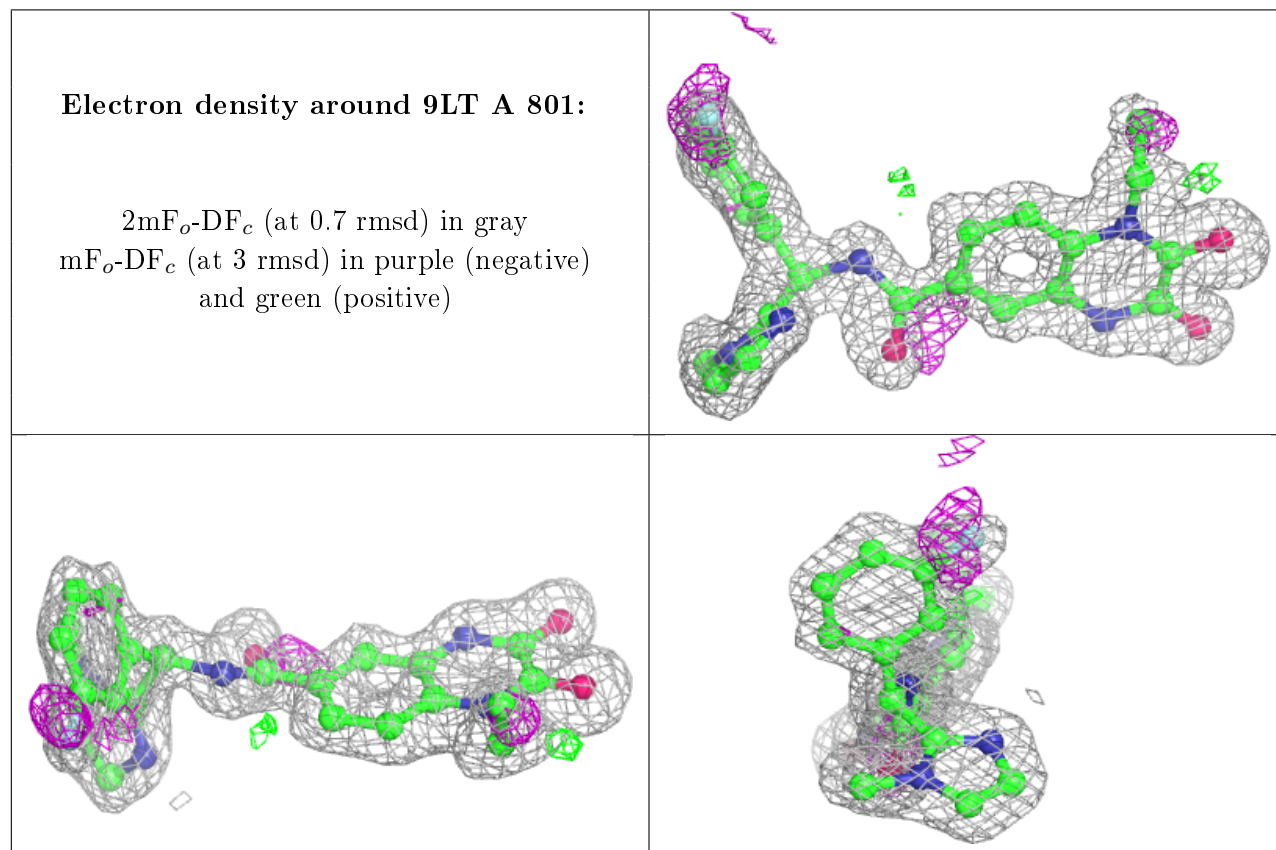 Electron density around 9LT A 801:
2mFo-DFc (at 0.7 rmsd) in gray
mFo-DFc (at 3 rmsd) in purple (negative)
and green (positive)